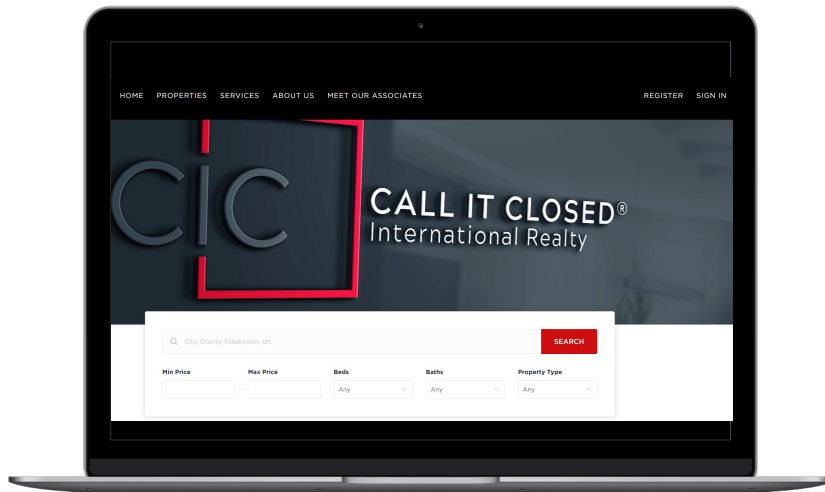 HOME PROPERTIES SERVICES ABOUT US MEET OUR ASSOCIATES REGISTER SIGN IN
CIC
CALL IT CLOSED®
International Realty
City, County, Subdivision, etc
SEARCH
Min Price Max Price Beds Baths Property Type
Any Any Any